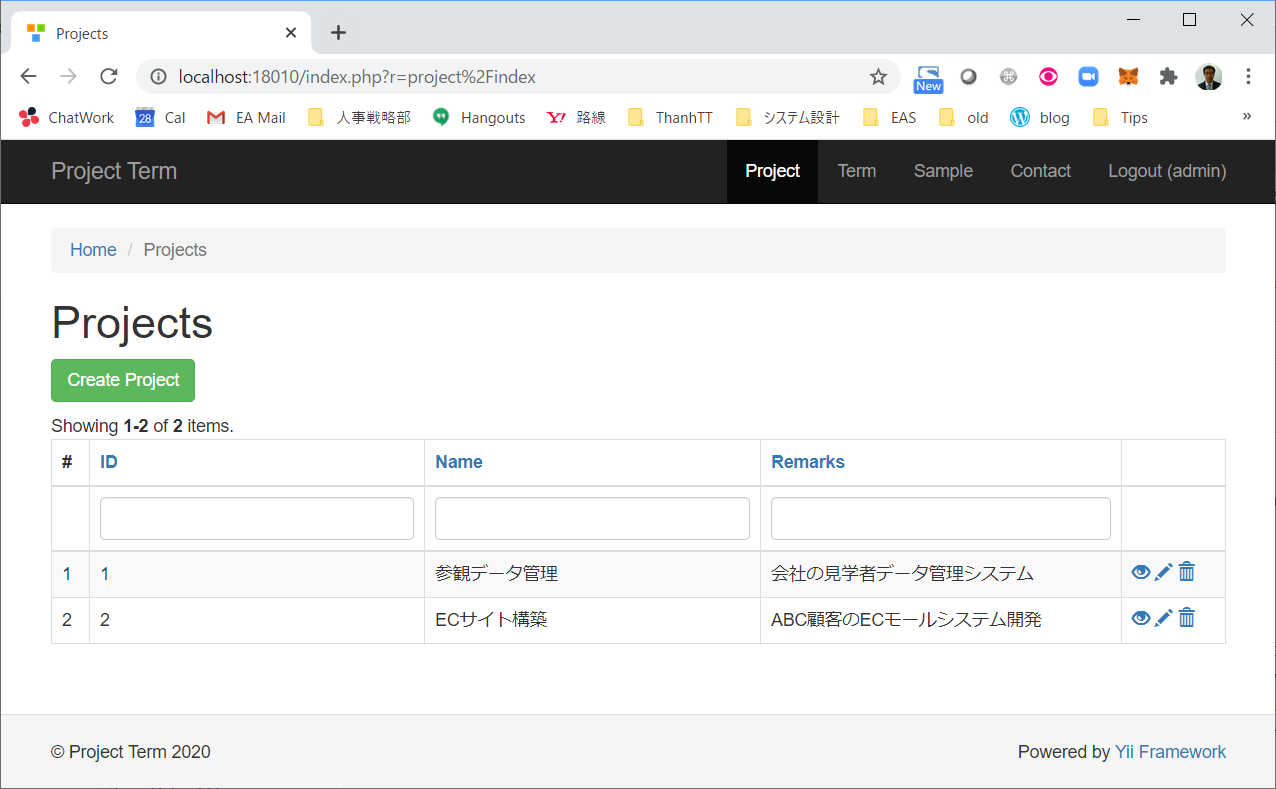 Projects
localhost:18010/index.php?r=project%2Findex
New
ChatWork 28 Cal EA Mail 人事戦略部 Hangouts 路線 ThanhTT システム設計 EAS old blog Tips »
Project Term Project Term Sample Contact Logout (admin)
Home / Projects
Projects
Create Project
Showing 1-2 of 2 items.
# ID Name Remarks
1 1 参観データ管理 会社の見学者データ管理システム
2 2 ECサイト構築 ABC顧客のECモールシステム開発
© Project Term 2020 Powered by Yii Framework